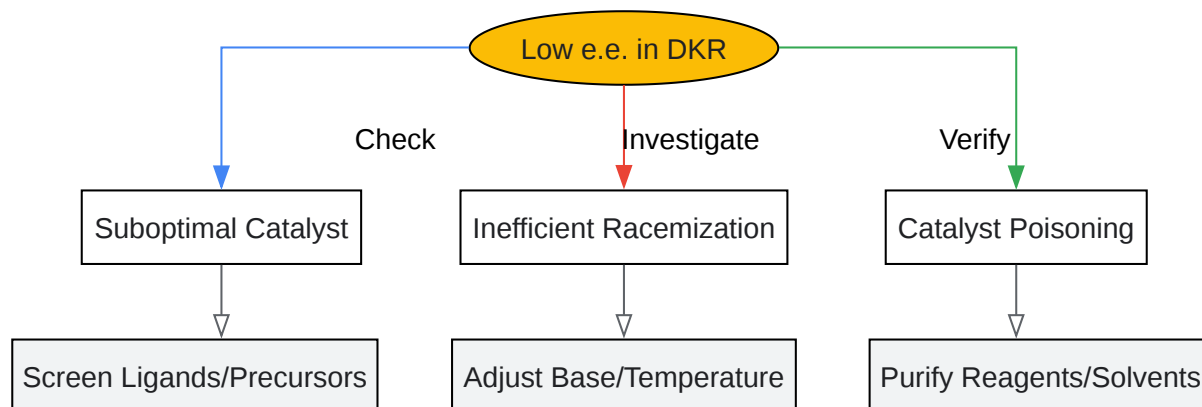 Low e.e. in DKR
Check
Investigate
Verify
Suboptimal Catalyst
Inefficient Racemization
Catalyst Poisoning
Screen Ligands/Precursors
Adjust Base/Temperature
Purify Reagents/Solvents